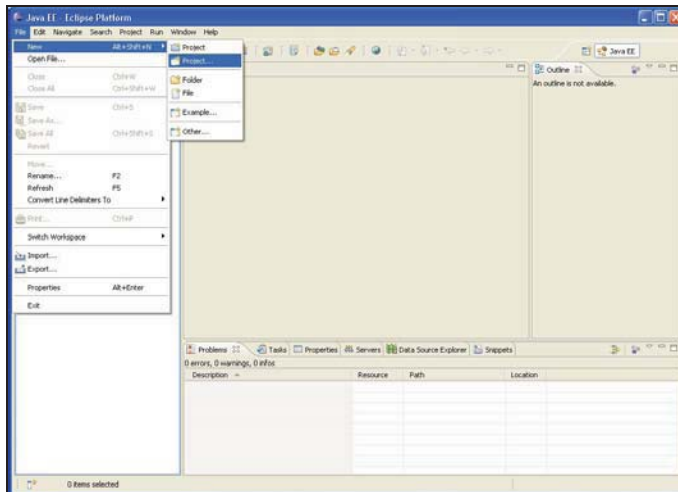 Java EE - Eclipse Platform
File Edit Navigate Search Project Run Window Help
New Alt+Shift+N
Open File...
Close Ctrl+W
Close All Ctrl+Shift+W
Save Ctrl+S
Save As...
Save All Ctrl+Shift+S
Revert
Move...
Rename... F2
Refresh F5
Convert Line Delimiters To
Print... Ctrl+P
Switch Workspace
Import...
Export...
Properties Alt+Enter
Exit
Project
Project...
Folder
File
Example...
Other...
Java EE
Outline
An outline is not available.
Problems Tasks Properties Servers Data Source Explorer Snippets
0 errors, 0 warnings, 0 infos
Description Resource Path Location
0 items selected